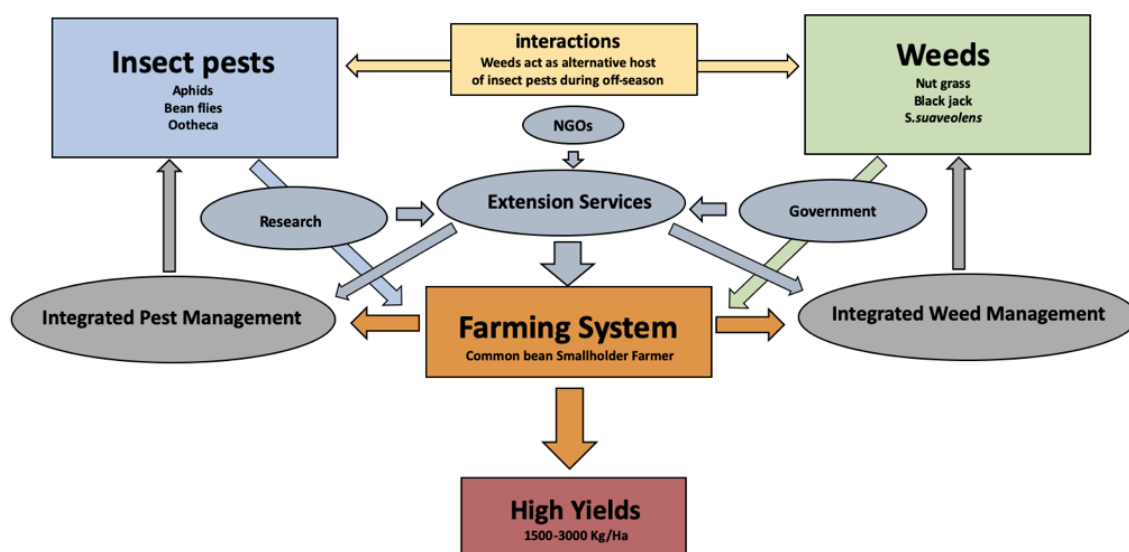 Insect pests
Aphids
Bean flies
Ootheca
interactions
Weeds act as alternative host
of insect pests during off-season
Weeds
Nut grass
Black jack
S.suaveolens
NGOs
Research
Extension Services
Government
Integrated Pest Management
Farming System
Common bean Smallholder Farmer
Integrated Weed Management
High Yields
1500-3000 Kg/Ha